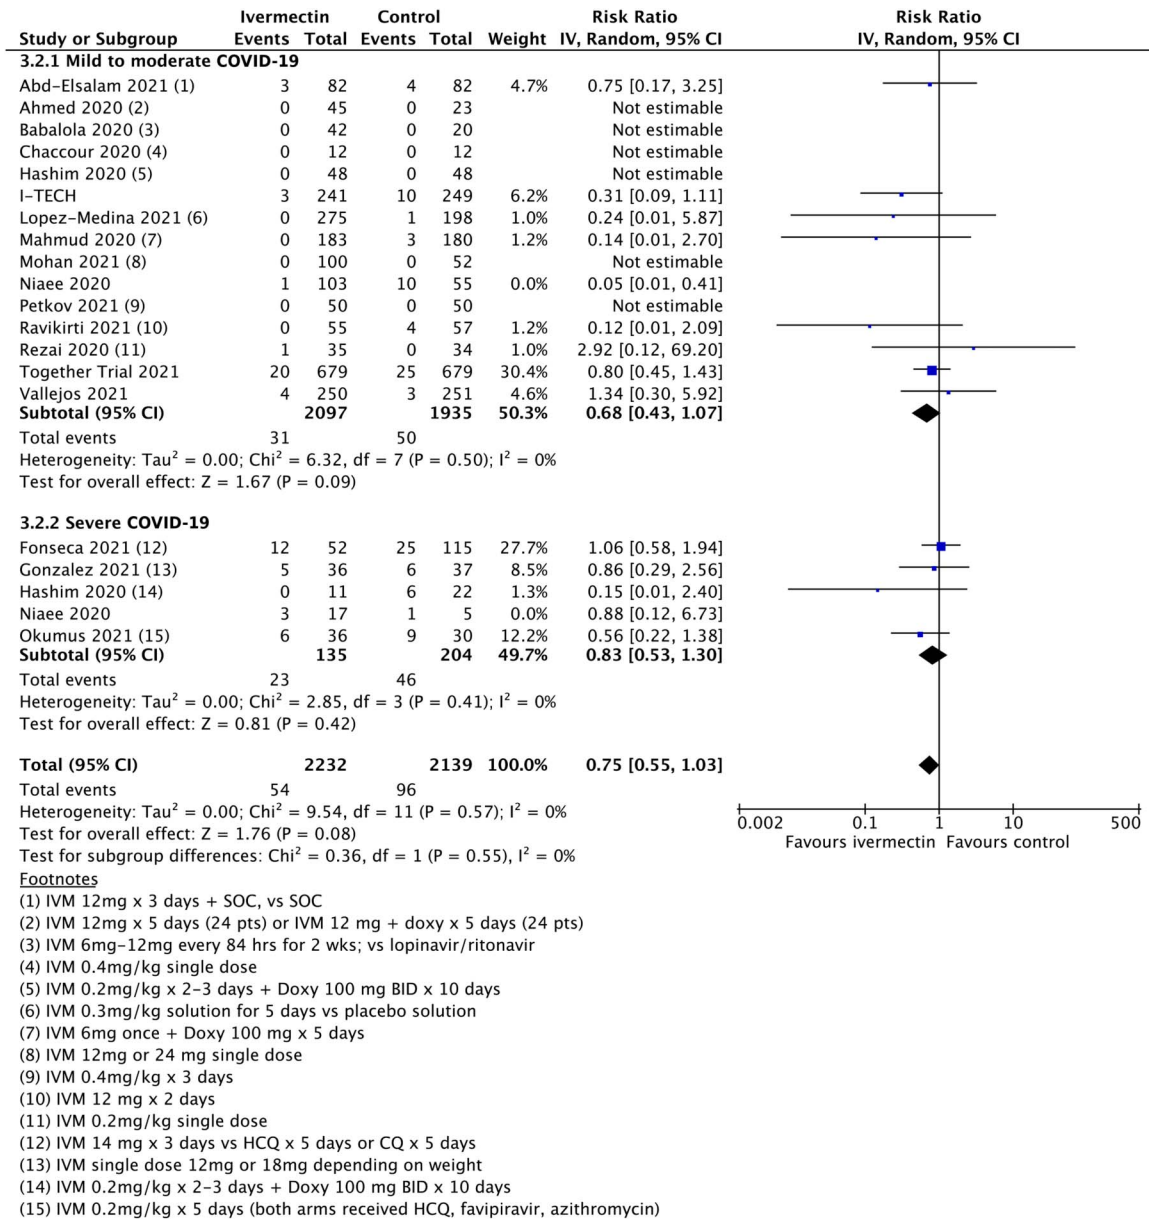 Ivermectin Control Risk Ratio Risk Ratio
Study or Subgroup Events Total Events Total Weight IV, Random, 95% CI IV, Random, 95% CI
3.2.1 Mild to moderate COVID-19
Abd-Elsalam 2021 (1) 3 82 4 82 4.7% 0.75 [0.17, 3.25]
Ahmed 2020 (2) 0 45 0 23 Not estimable
Babalola 2020 (3) 0 42 0 20 Not estimable
Chaccour 2020 (4) 0 12 0 12 Not estimable
Hashim 2020 (5) 0 48 0 48 Not estimable
I-TECH 3 241 10 249 6.2% 0.31 [0.09, 1.11]
Lopez-Medina 2021 (6) 0 275 1 198 1.0% 0.24 [0.01, 5.87]
Mahmud 2020 (7) 0 183 3 180 1.2% 0.14 [0.01, 2.70]
Mohan 2021 (8) 0 100 0 52 Not estimable
Niaee 2020 1 103 10 55 0.0% 0.05 [0.01, 0.41]
Petkov 2021 (9) 0 50 0 50 Not estimable
Ravikirti 2021 (10) 0 55 4 57 1.2% 0.12 [0.01, 2.09]
Rezai 2020 (11) 1 35 0 34 1.0% 2.92 [0.12, 69.20]
Together Trial 2021 20 679 25 679 30.4% 0.80 [0.45, 1.43]
Vallejos 2021 4 250 3 251 4.6% 1.34 [0.30, 5.92]
Subtotal (95% CI) 2097 1935 50.3% 0.68 [0.43, 1.07]
Total events 31 50
Heterogeneity: Tau² = 0.00; Chi² = 6.32, df = 7 (P = 0.50); I² = 0%
Test for overall effect: Z = 1.67 (P = 0.09)
3.2.2 Severe COVID-19
Fonseca 2021 (12) 12 52 25 115 27.7% 1.06 [0.58, 1.94]
Gonzalez 2021 (13) 5 36 6 37 8.5% 0.86 [0.29, 2.56]
Hashim 2020 (14) 0 11 6 22 1.3% 0.15 [0.01, 2.40]
Niaee 2020 3 17 1 5 0.0% 0.88 [0.12, 6.73]
Okumus 2021 (15) 6 36 9 30 12.2% 0.56 [0.22, 1.38]
Subtotal (95% CI) 135 204 49.7% 0.83 [0.53, 1.30]
Total events 23 46
Heterogeneity: Tau² = 0.00; Chi² = 2.85, df = 3 (P = 0.41); I² = 0%
Test for overall effect: Z = 0.81 (P = 0.42)
Total (95% CI) 2232 2139 100.0% 0.75 [0.55, 1.03]
Total events 54 96
Heterogeneity: Tau² = 0.00; Chi² = 9.54, df = 11 (P = 0.57); I² = 0%
Test for overall effect: Z = 1.76 (P = 0.08)
Test for subgroup differences: Chi² = 0.36, df = 1 (P = 0.55), I² = 0%
0.002 0.1 1 10 500
Favours ivermectin Favours control
Footnotes
(1) IVM 12mg x 3 days + SOC, vs SOC
(2) IVM 12mg x 5 days (24 pts) or IVM 12 mg + doxy x 5 days (24 pts)
(3) IVM 6mg-12mg every 84 hrs for 2 wks; vs lopinavir/ritonavir
(4) IVM 0.4mg/kg single dose
(5) IVM 0.2mg/kg x 2-3 days + Doxy 100 mg BID x 10 days
(6) IVM 0.3mg/kg solution for 5 days vs placebo solution
(7) IVM 6mg once + Doxy 100 mg x 5 days
(8) IVM 12mg or 24 mg single dose
(9) IVM 0.4mg/kg x 3 days
(10) IVM 12 mg x 2 days
(11) IVM 0.2mg/kg single dose
(12) IVM 14 mg x 3 days vs HCQ x 5 days or CQ x 5 days
(13) IVM single dose 12mg or 18mg depending on weight
(14) IVM 0.2mg/kg x 2-3 days + Doxy 100 mg BID x 10 days
(15) IVM 0.2mg/kg x 5 days (both arms received HCQ, favipiravir, azithromycin)